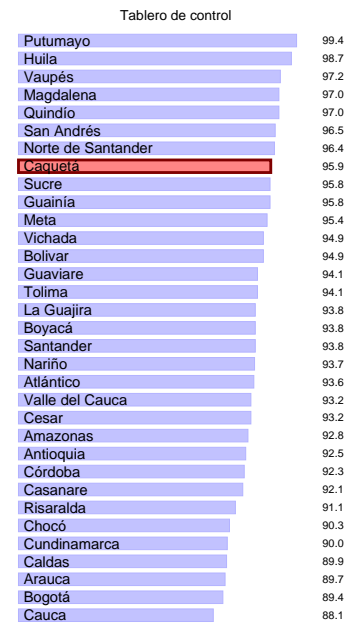 Tablero de control
Putumayo 99.4
Huila 98.7
Vaupés 97.2
Magdalena 97.0
Quindío 97.0
San Andrés 96.5
Norte de Santander 96.4
Caquetá 95.9
Sucre 95.8
Guainía 95.8
Meta 95.4
Vichada 94.9
Bolivar 94.9
Guaviare 94.1
Tolima 94.1
La Guajira 93.8
Boyacá 93.8
Santander 93.8
Nariño 93.7
Atlántico 93.6
Valle del Cauca 93.2
Cesar 93.2
Amazonas 92.8
Antioquia 92.5
Córdoba 92.3
Casanare 92.1
Risaralda 91.1
Chocó 90.3
Cundinamarca 90.0
Caldas 89.9
Arauca 89.7
Bogotá 89.4
Cauca 88.1